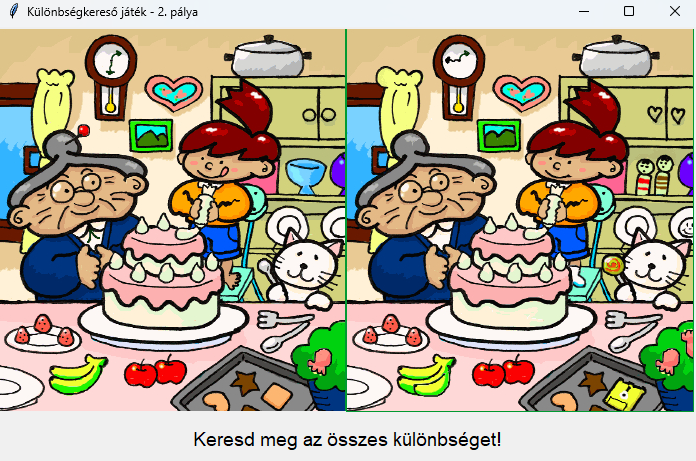 Különbségkereső játék - 2. pálya
Keresd meg az összes különbséget!